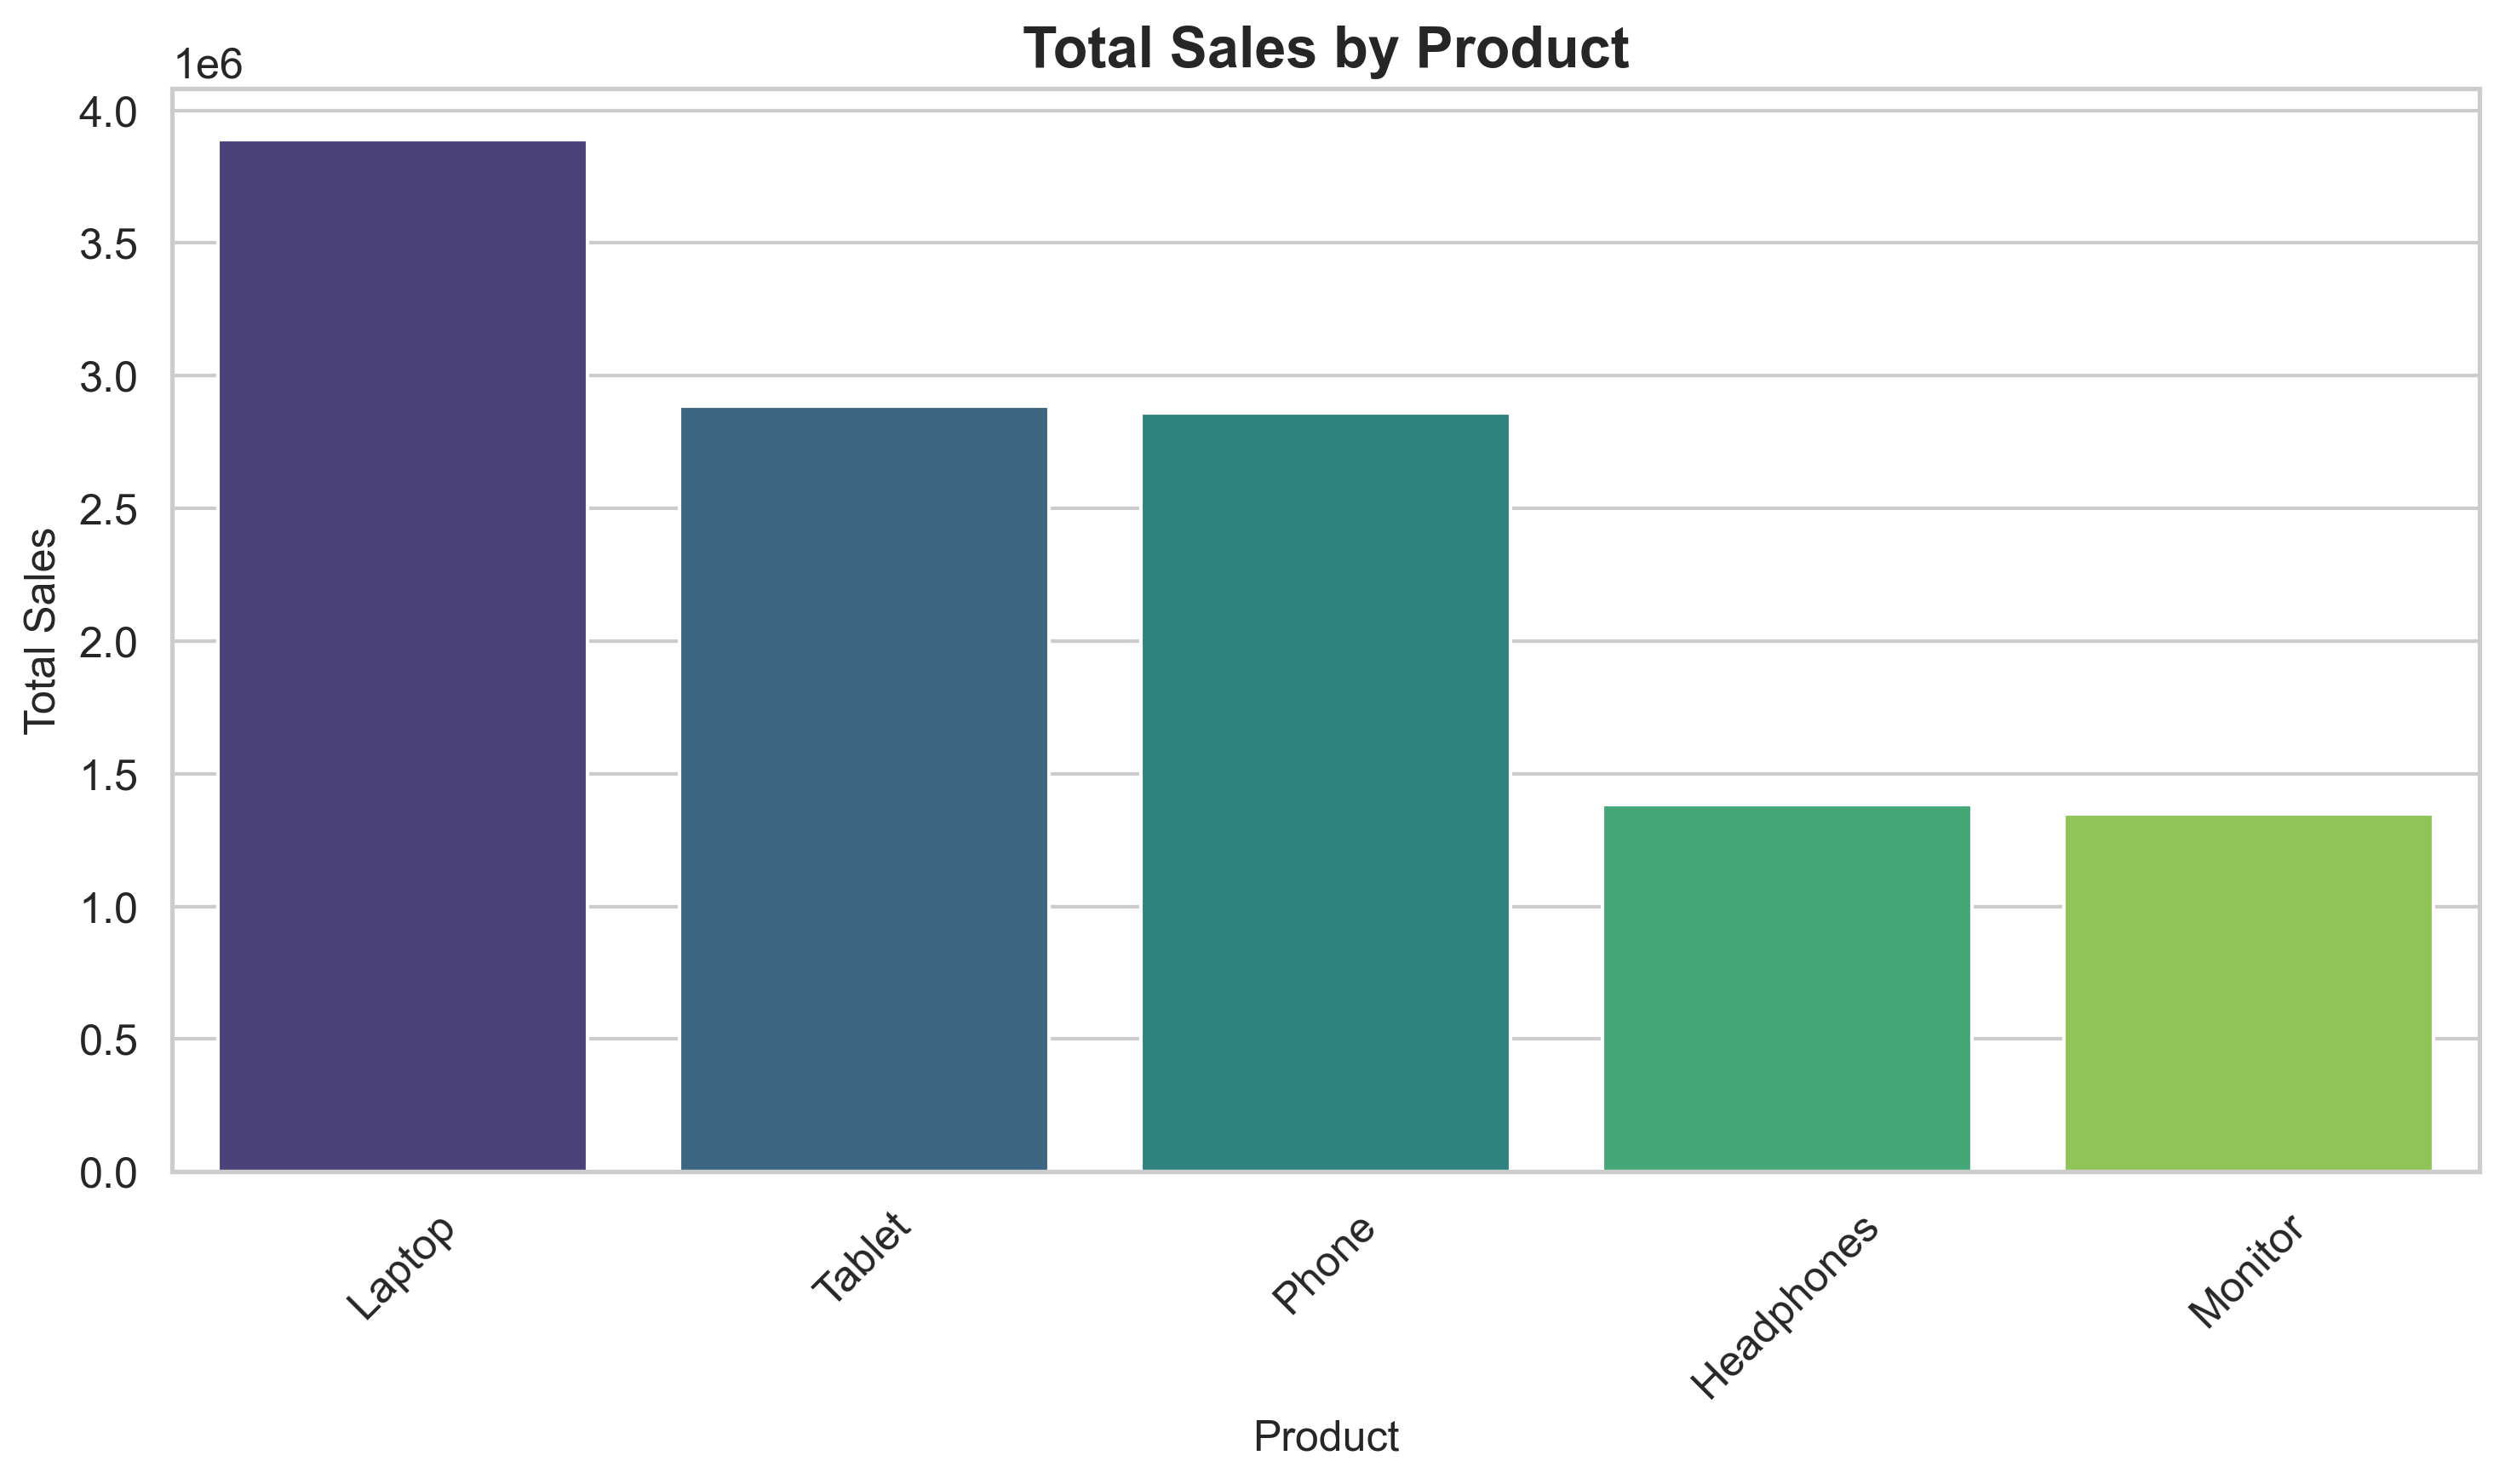 Total Sales by Product
1e6
4.0
3.5
3.0
2.5
2.0
1.5
1.0
0.5
0.0
Total Sales
Laptop
Tablet
Phone
Headphones
Monitor
Product